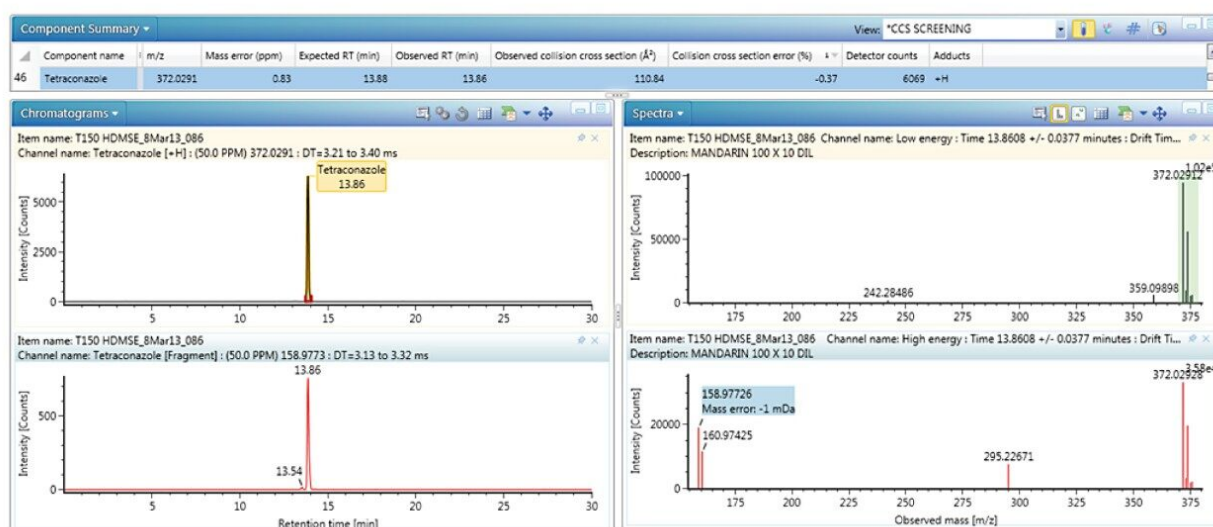 Component Summary
View: *CCS SCREENING
Component name m/z Mass error (ppm) Expected RT (min) Observed RT (min) Observed collision cross section (Å²) Collision cross section error (%) Detector counts Adducts
46 Tetraconazole 372.0291 0.83 13.88 13.86 110.84 -0.37 6069 +H
Chromatograms
Item name: T150 HDMSE_8Mar13_086
Channel name: Tetraconazole [+H] : (50.0 PPM) 372.0291 : DT=3.21 to 3.40 ms
Tetraconazole
13.86
Intensity [Counts]
5000
2500
0
5 10 15 20 25 30
Item name: T150 HDMSE_8Mar13_086
Channel name: Tetraconazole [Fragment] : (50.0 PPM) 158.9773 : DT=3.13 to 3.32 ms
13.86
Intensity [Counts]
500
13.54
0
5 10 15 20 25 30
Retention time [min]
Spectra
Item name: T150 HDMSE_8Mar13_086 Channel name: Low energy : Time 13.8608 +/- 0.0377 minutes : Drift Tim...
Description: MANDARIN 100 X 10 DIL
372.02912
Intensity [Counts]
100000
50000
0
242.28486
359.09898
175 200 225 250 275 300 325 350 375
Item name: T150 HDMSE_8Mar13_086 Channel name: High energy : Time 13.8608 +/- 0.0377 minutes : Drift Ti...
Description: MANDARIN 100 X 10 DIL
372.02928
158.97726
Mass error: -1 mDa
160.97425
295.22671
Intensity [Counts]
20000
0
175 200 225 250 275 300 325 350 375
Observed mass [m/z]